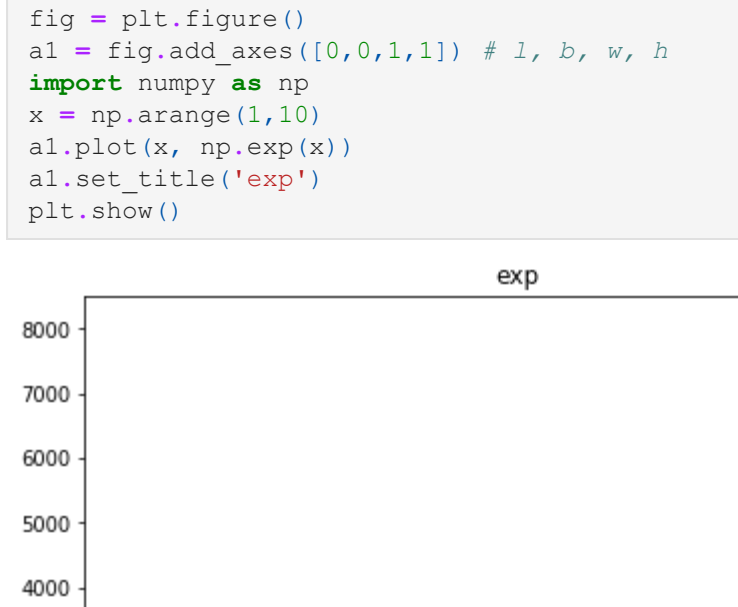 fig = plt.figure()
a1 = fig.add_axes([0,0,1,1]) # l, b, w, h
import numpy as np
x = np.arange(1,10)
a1.plot(x, np.exp(x))
a1.set_title('exp')
plt.show()
exp
8000
7000
6000
5000
4000